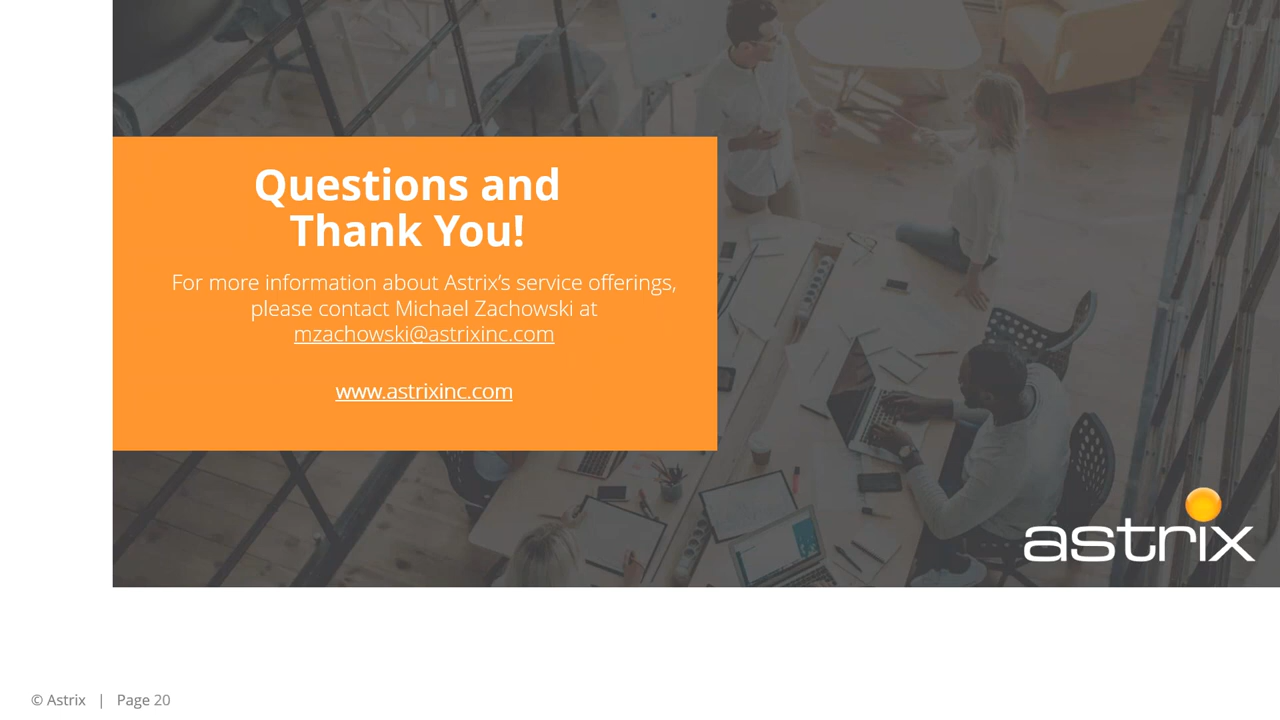 Questions and
Thank You!
For more information about Astrix’s service offerings,
please contact Michael Zachowski at
mzachowski@astrixinc.com
www.astrixinc.com
astrix
© Astrix | Page 20